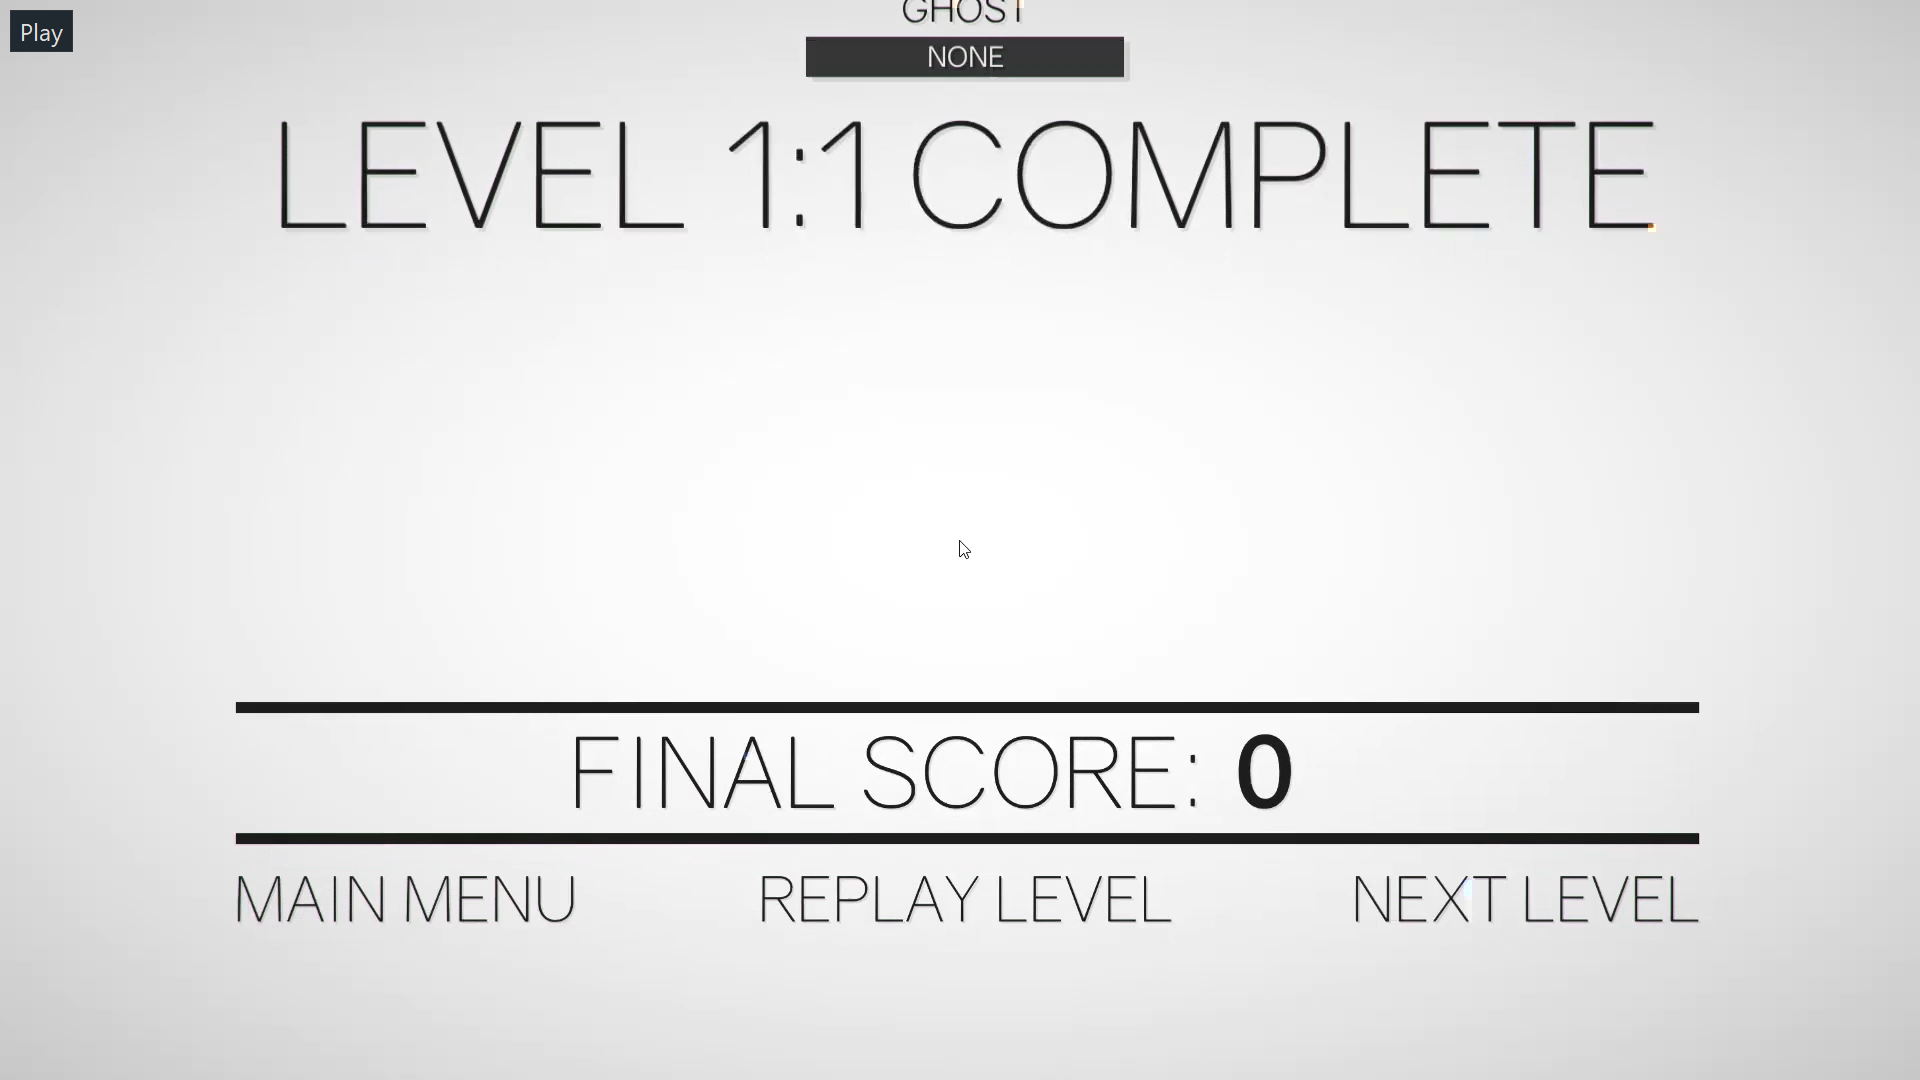 Play
GHOST
NONE
LEVEL 1:1 COMPLETE
FINAL SCORE: 0
MAIN MENU
REPLAY LEVEL
NEXT LEVEL